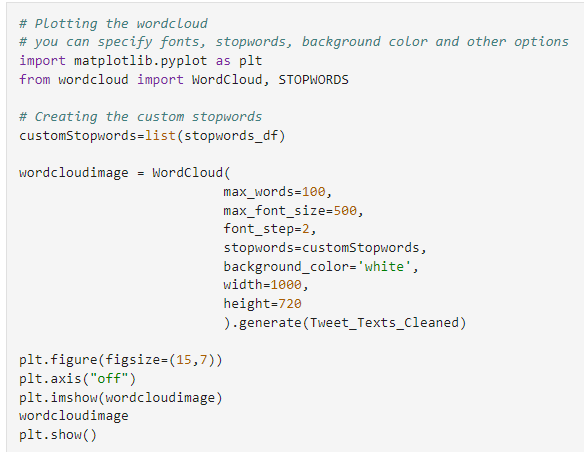 # Plotting the wordcloud
# you can specify fonts, stopwords, background color and other options
import matplotlib.pyplot as plt
from wordcloud import WordCloud, STOPWORDS

# Creating the custom stopwords
customStopwords=list(stopwords_df)

wordcloudimage = WordCloud(
                          max_words=100,
                          max_font_size=500,
                          font_step=2,
                          stopwords=customStopwords,
                          background_color='white',
                          width=1000,
                          height=720
                          ).generate(Tweet_Texts_Cleaned)

plt.figure(figsize=(15,7))
plt.axis("off")
plt.imshow(wordcloudimage)
wordcloudimage
plt.show()